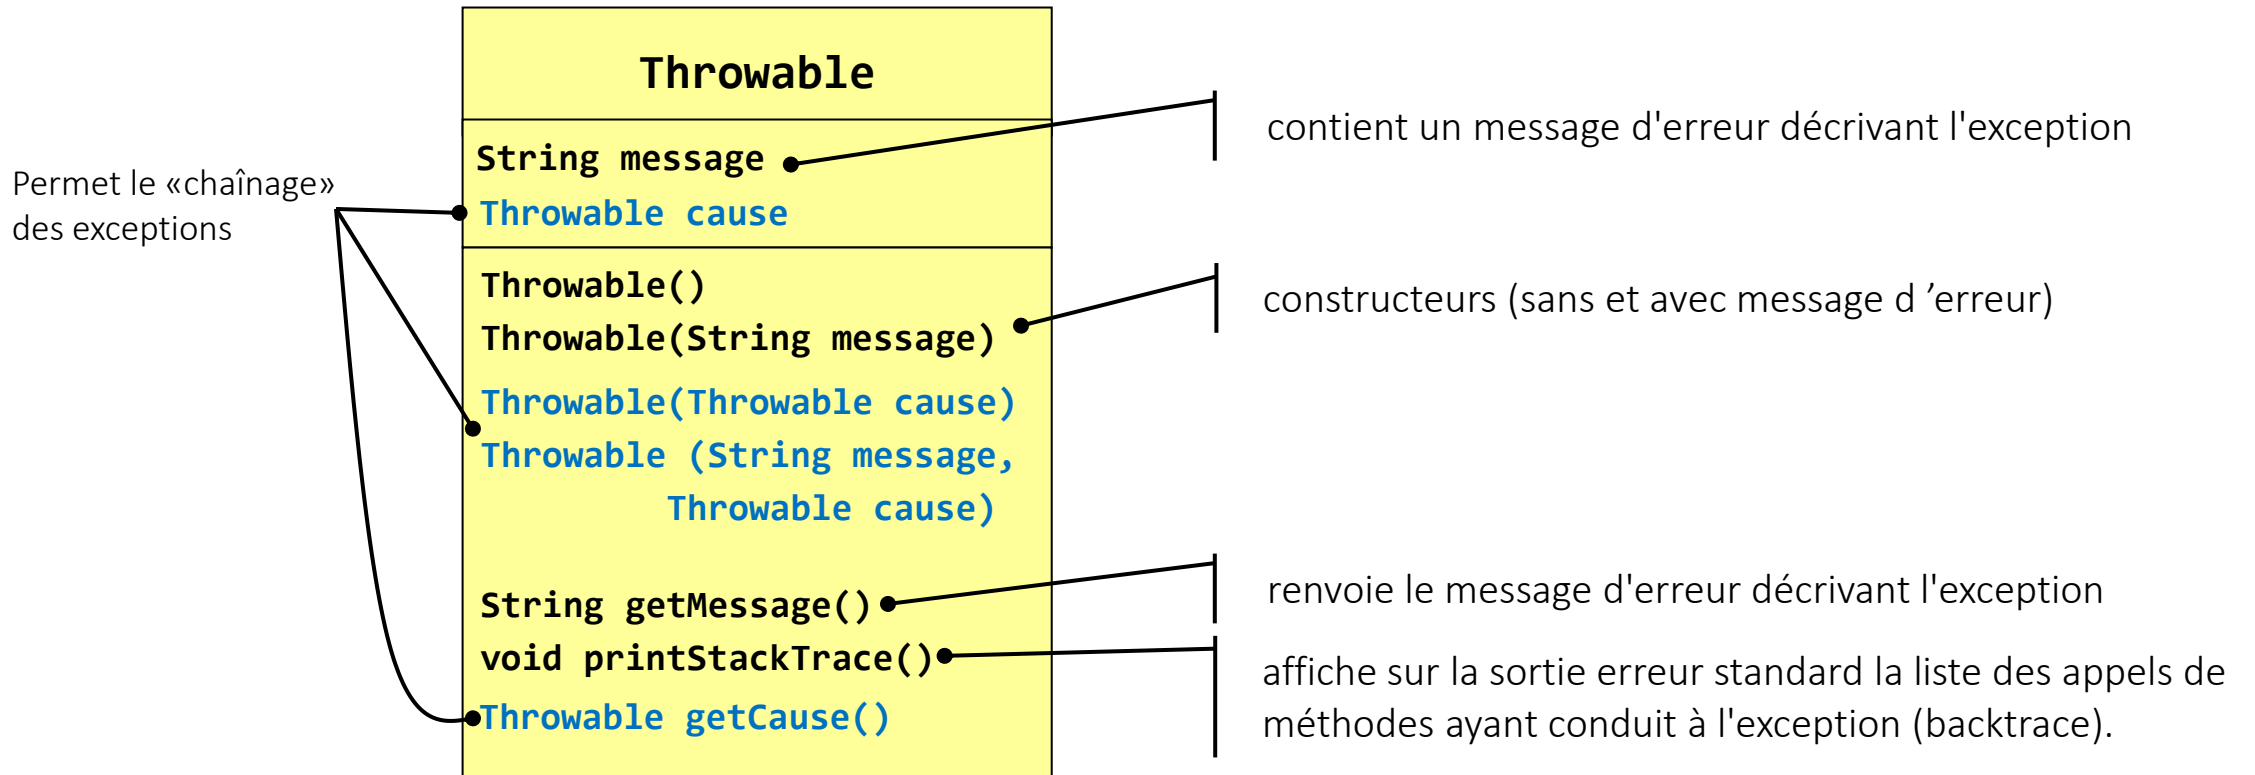 Throwable
String message
Throwable cause
Throwable()
Throwable(String message)
Throwable(Throwable cause)
Throwable (String message,
Throwable cause)
String getMessage()
void printStackTrace()
Throwable getCause()
Permet le «chaînage»
des exceptions
contient un message d'erreur décrivant l'exception
constructeurs (sans et avec message d ’erreur)
renvoie le message d'erreur décrivant l'exception
affiche sur la sortie erreur standard la liste des appels de
méthodes ayant conduit à l'exception (backtrace).